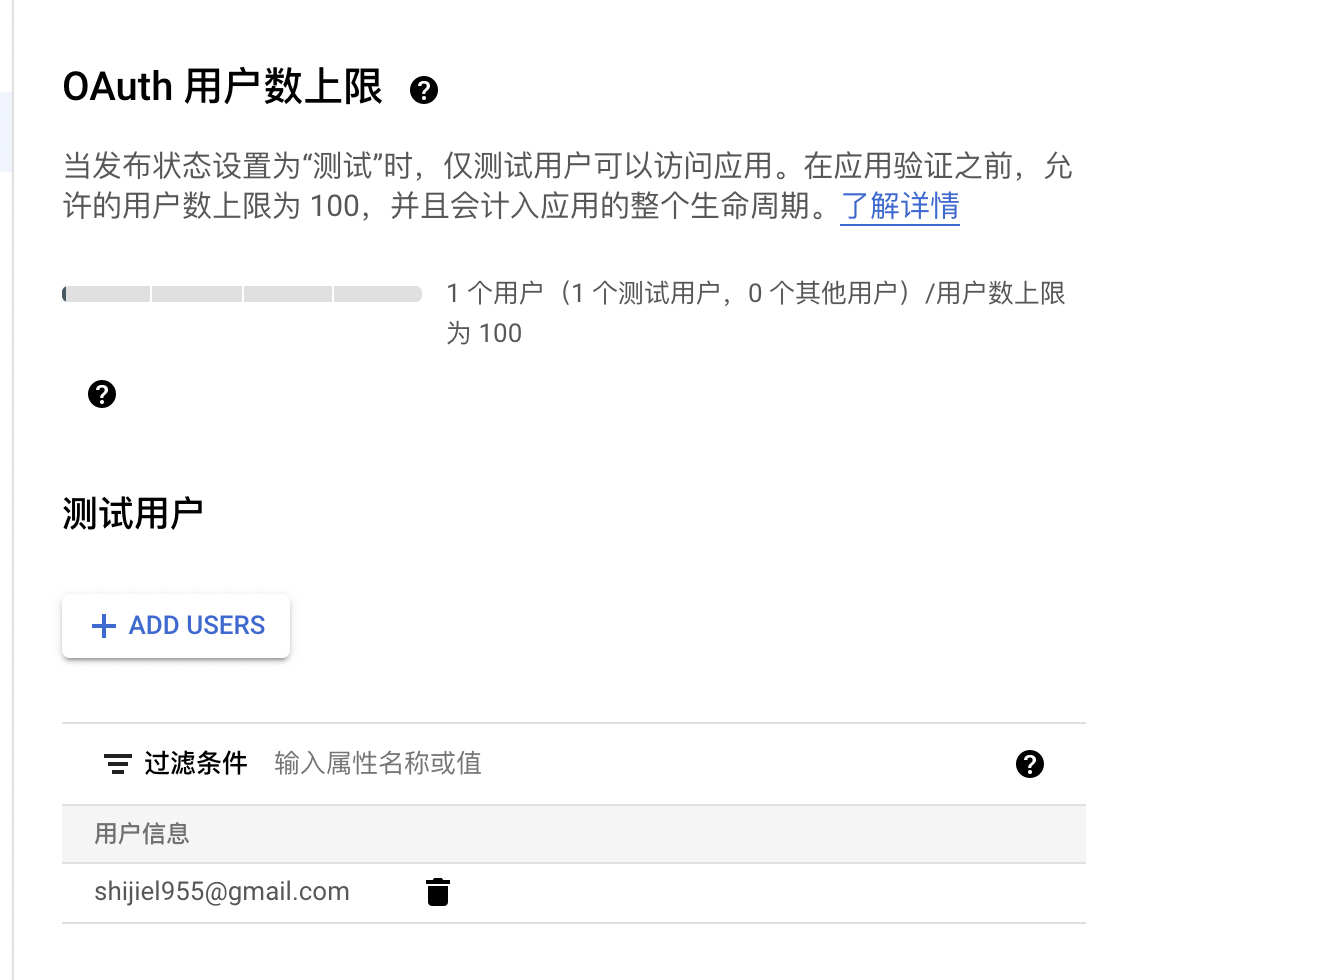 OAuth 用户数上限
当发布状态设置为“测试”时，仅测试用户可以访问应用。在应用验证之前，允
许的用户数上限为 100，并且会计入应用的整个生命周期。了解详情
1 个用户（1 个测试用户，0 个其他用户）/用户数上限
为 100
测试用户
ADD USERS
过滤条件 输入属性名称或值
用户信息
shijiel955@gmail.com